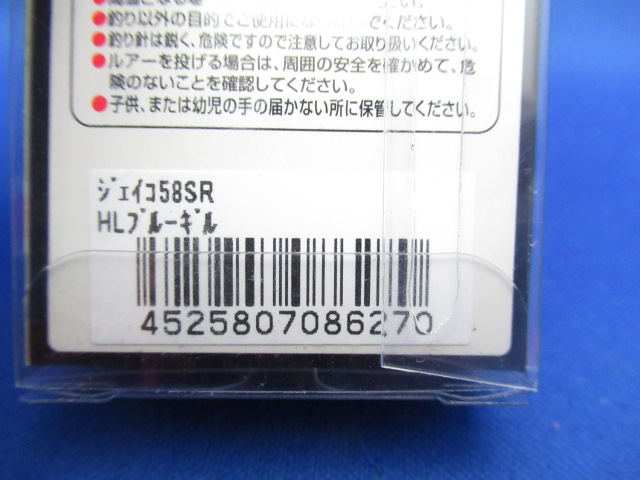 ●釣り以外の目的でご使用にならないでください。
●釣り針は鋭く、危険ですので注意してお取り扱いください。
●ルアーを投げる場合は、周囲の安全を確かめて、危
険のないことを確認してください。
●子供、または幼児の手の届かない所に保管してください。
ｼﾞｪｲｺ58SR
HLﾌﾞﾙｰｷﾞﾙ
4525807086270